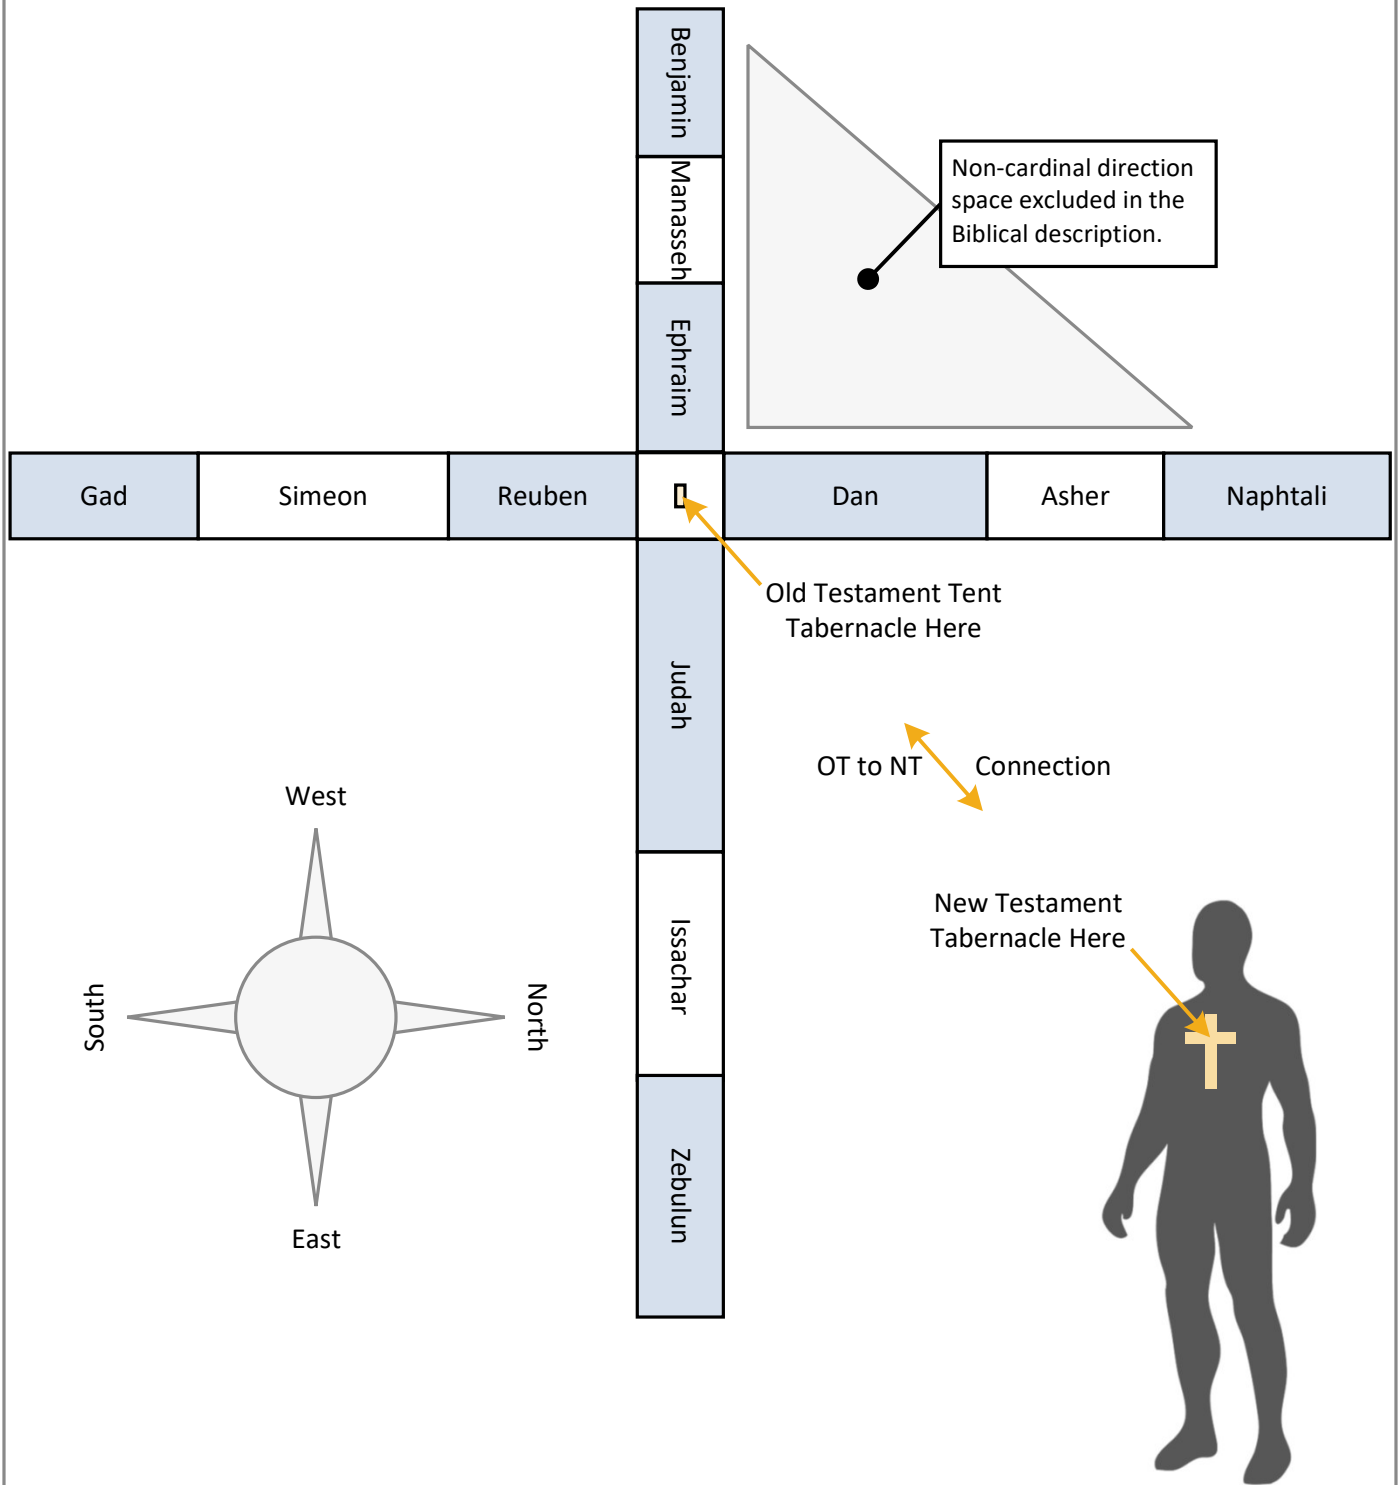 Benjamin
Manasseh
Ephraim
Non-cardinal direction
space excluded in the
Biblical description.
Gad
Simeon
Reuben
Dan
Asher
Naphtali
Old Testament Tent
Tabernacle Here
Judah
OT to NT
Connection
West
South
North
East
Issachar
New Testament
Tabernacle Here
Zebulun